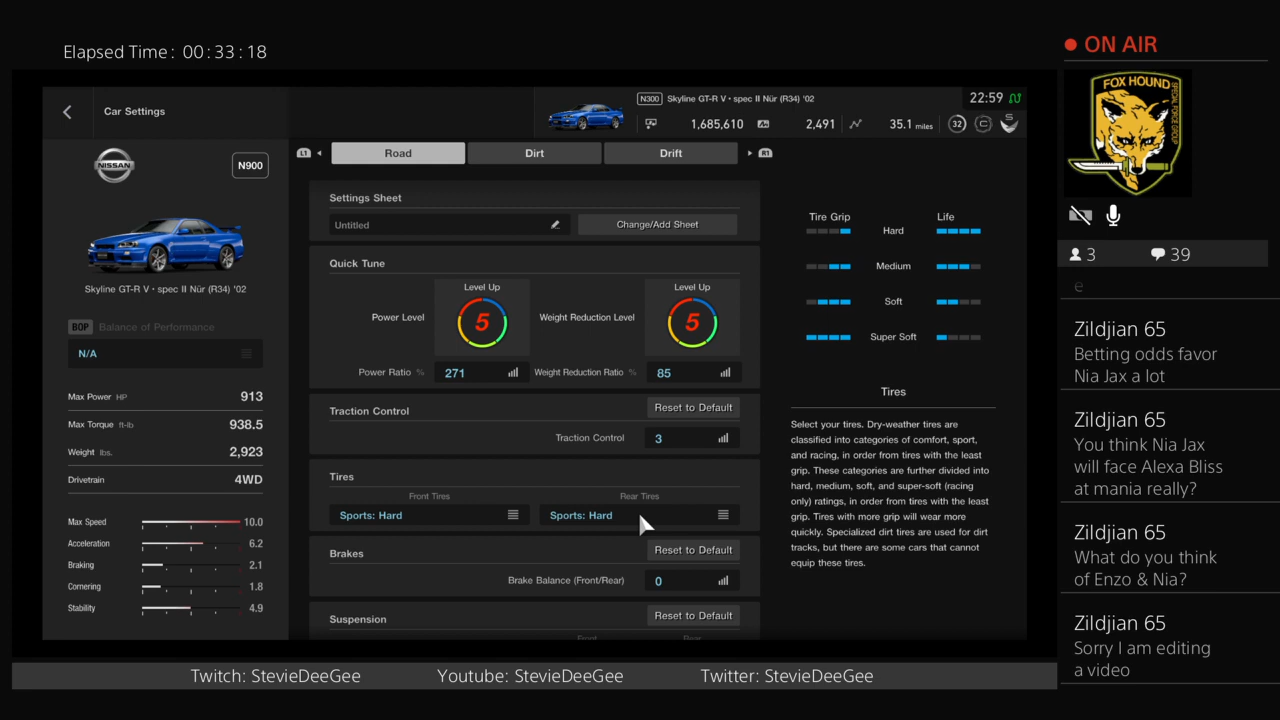 Elapsed Time: 00:33:18
ON AIR
FOX HOUND
SPECIAL FORCE GROUP
3 39
e
Zildjian 65
Betting odds favor
Nia Jax a lot
Zildjian 65
You think Nia Jax
will face Alexa Bliss
at mania really?
Zildjian 65
What do you think
of Enzo & Nia?
Zildjian 65
Sorry I am editing
a video
Car Settings
N300 Skyline GT-R V • spec II Nür (R34) '02
22:59
1,685,610 2,491 35.1 miles 32 C S
NISSAN
N900
Skyline GT-R V • spec II Nür (R34) '02
BOP Balance of Performance
N/A
Max Power HP 913
Max Torque ft-lb 938.5
Weight lbs. 2,923
Drivetrain 4WD
Max Speed 10.0
Acceleration 6.2
Braking 2.1
Cornering 1.8
Stability 4.9
L1 Road Dirt Drift R1
Settings Sheet
Untitled Change/Add Sheet
Quick Tune
Level Up Level Up
Power Level 5 Weight Reduction Level 5
Power Ratio % 271 Weight Reduction Ratio % 85
Traction Control Reset to Default
Traction Control 3
Tires
Front Tires Rear Tires
Sports: Hard Sports: Hard
Brakes Reset to Default
Brake Balance (Front/Rear) 0
Suspension Reset to Default
Front Rear
Tire Grip Life
Hard
Medium
Soft
Super Soft
Tires
Select your tires. Dry-weather tires are
classified into categories of comfort, sport,
and racing, in order from tires with the least
grip. These categories are further divided into
hard, medium, soft, and super-soft (racing
only) ratings, in order from tires with the least
grip. Tires with more grip will wear more
quickly. Specialized dirt tires are used for dirt
tracks, but there are some cars that cannot
equip these tires.
Twitch: StevieDeeGee Youtube: StevieDeeGee Twitter: StevieDeeGee